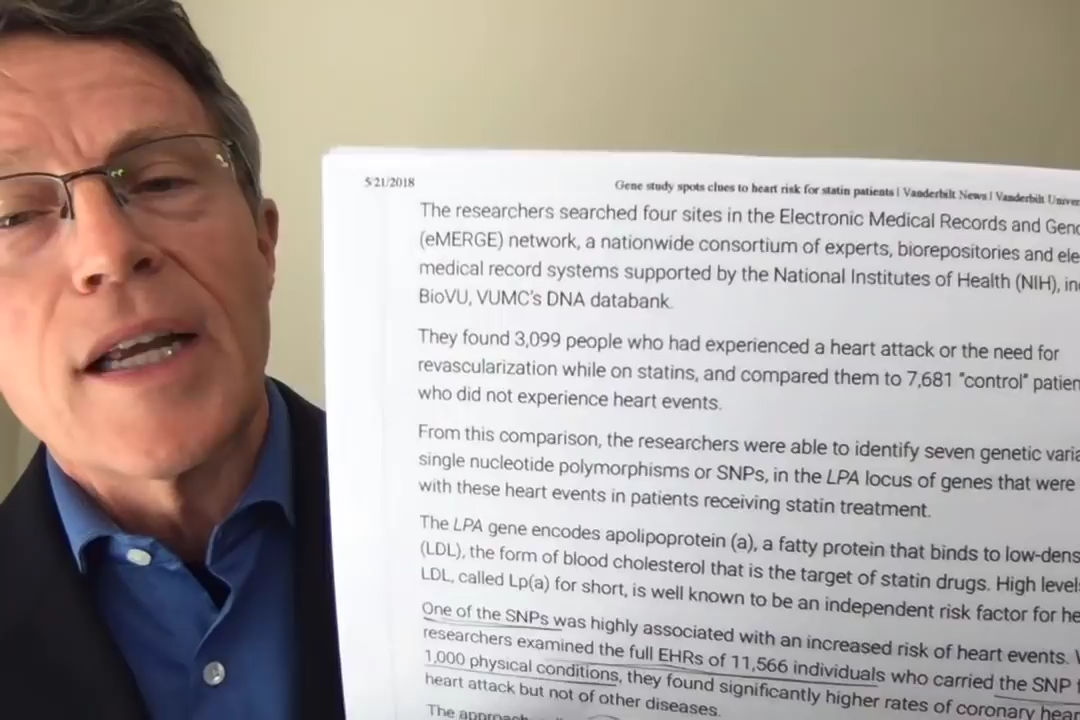 5/21/2018
Gene study spots clues to heart risk for statin patients | Vanderbilt News | Vanderbilt
The researchers searched four sites in the Electronic Medical Records and
(eMERGE) network, a nationwide consortium of experts, biorepositories and
medical record systems supported by the National Institutes of Health (NIH),
BioVU, VUMC's DNA databank.
They found 3,099 people who had experienced a heart attack or the need for
revascularization while on statins, and compared them to 7,681 "control"
who did not experience heart events.
From this comparison, the researchers were able to identify seven genetic
single nucleotide polymorphisms or SNPs, in the LPA locus of genes that were
with these heart events in patients receiving statin treatment.
The LPA gene encodes apolipoprotein (a), a fatty protein that binds to
(LDL), the form of blood cholesterol that is the target of statin drugs. High
LDL, called Lp(a) for short, is well known to be an independent risk factor for
One of the SNPs was highly associated with an increased risk of heart events.
researchers examined the full EHRs of 11,566 individuals who carried the SNP
1,000 physical conditions, they found significantly higher rates of coronary
heart attack but not of other diseases.
The